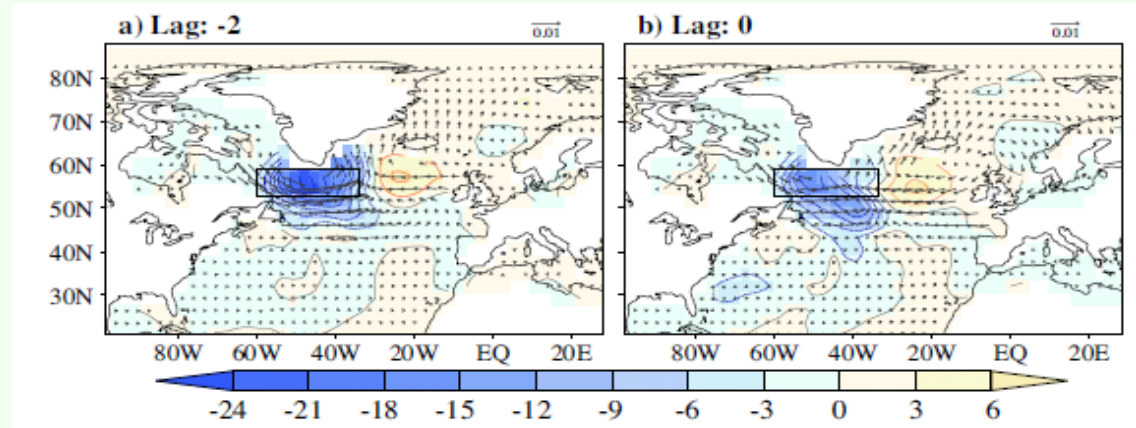 a) Lag: -2
0.01
b) Lag: 0
0.01
80N
70N
60N
50N
40N
30N
80W 60W 40W 20W EQ 20E
80W 60W 40W 20W EQ 20E
-24 -21 -18 -15 -12 -9 -6 -3 0 3 6